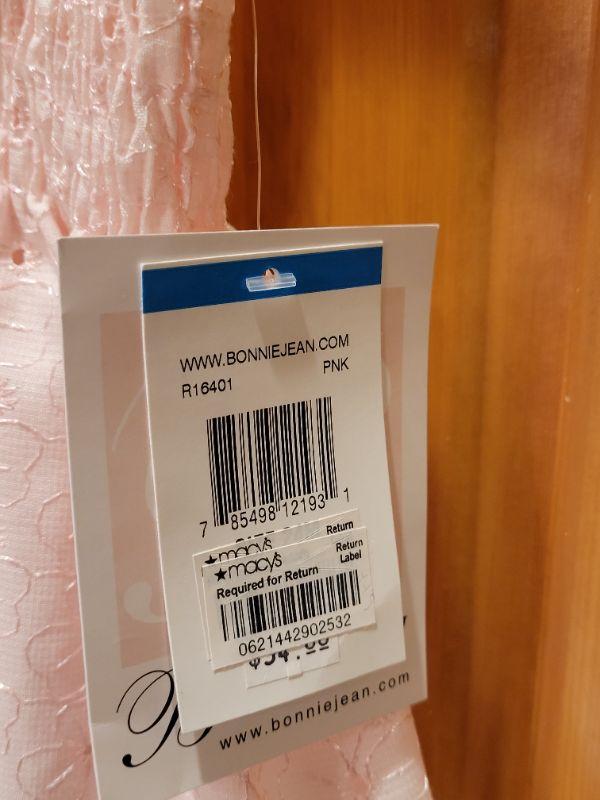 WWW.BONNIEJEAN.COM
R16401 PNK
7 85498 12193 1
Return
★macy's
Return
Label
★macy's
Required for Return
0621442902532
B
www.bonniejean.com